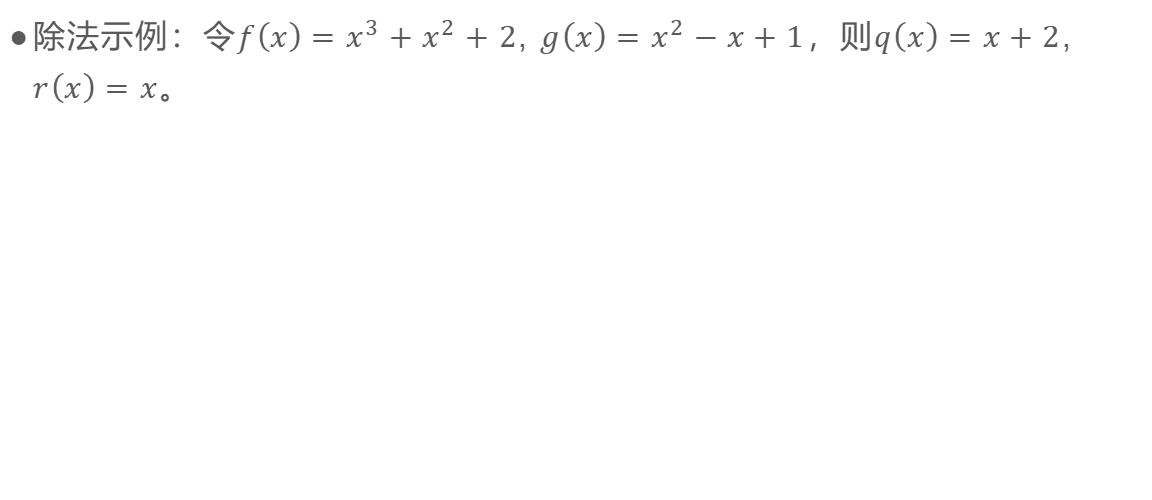 •除法示例：令f(x) = x³ + x² + 2, g(x) = x² − x + 1，则q(x) = x + 2,
r(x) = x。